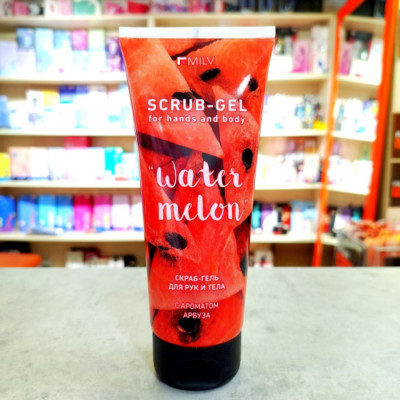 MILV
SCRUB-GEL
for hands and body
"Water
melon"
СКРАБ-ГЕЛЬ
ДЛЯ РУК И ТЕЛА
С АРОМАТОМ
АРБУЗА